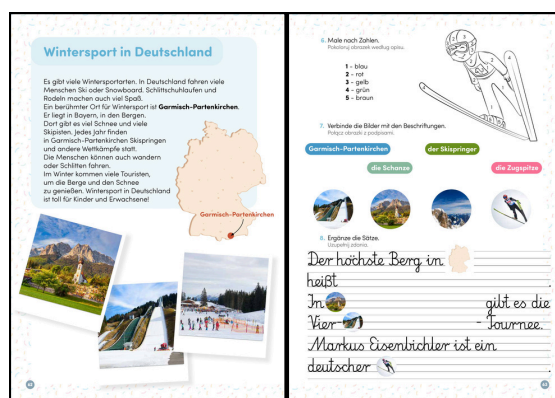 Wintersport in Deutschland
Es gibt viele Wintersportarten. In Deutschland fahren viele
Menschen Ski oder Snowboard. Schlittschuhlaufen und
Rodeln machen auch viel Spaß.
Ein berühmter Ort für Wintersport ist Garmisch-Partenkirchen.
Er liegt in Bayern, in den Bergen.
Dort gibt es viel Schnee und viele
Skipisten. Jedes Jahr finden
in Garmisch-Partenkirchen Skispringen
und andere Wettkämpfe statt.
Die Menschen können auch wandern
oder Schlitten fahren.
Im Winter kommen viele Touristen,
um die Berge und den Schnee
zu genießen. Wintersport in Deutschland
ist toll für Kinder und Erwachsene!
Garmisch-Partenkirchen
62
6. Male nach Zahlen.
Pokoloruj obrazek według opisu.
1 - blau
2 - rot
3 - gelb
4 - grün
5 - braun
7. Verbinde die Bilder mit den Beschriftungen.
Połącz obrazki z podpisami.
Garmisch-Partenkirchen
der Skispringer
die Schanze
die Zugspitze
8. Ergänze die Sätze.
Uzupełnij zdania.
Der höchste Berg in
heißt .
In gibt es die
Vier- - Tournee.
Markus Eisenbichler ist ein
deutscher .
63